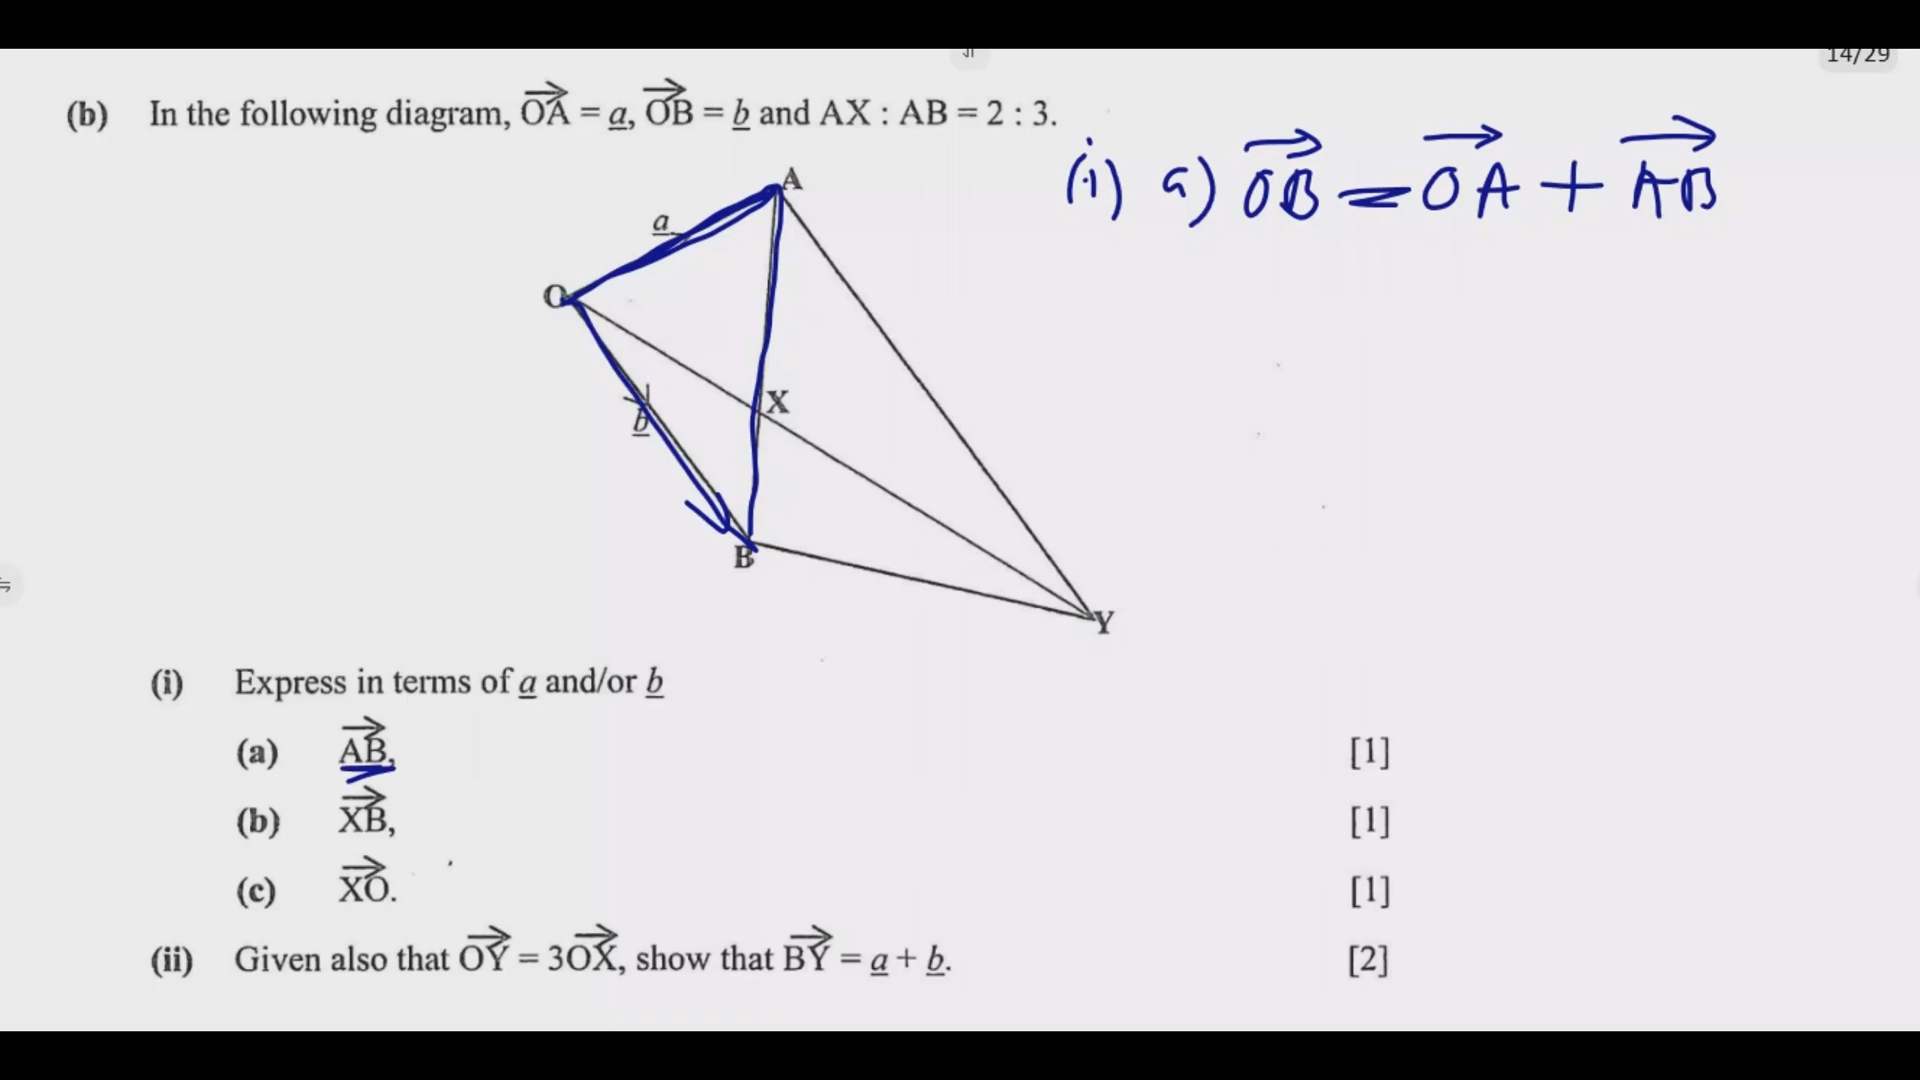 14/29
(b) In the following diagram, OA = a, OB = b and AX : AB = 2 : 3.
(i) a) OB = OA + AB
A
a
O
X
b
B
Y
(i) Express in terms of a and/or b
(a) AB, [1]
(b) XB, [1]
(c) XO. [1]
(ii) Given also that OY = 3OX, show that BY = a + b. [2]